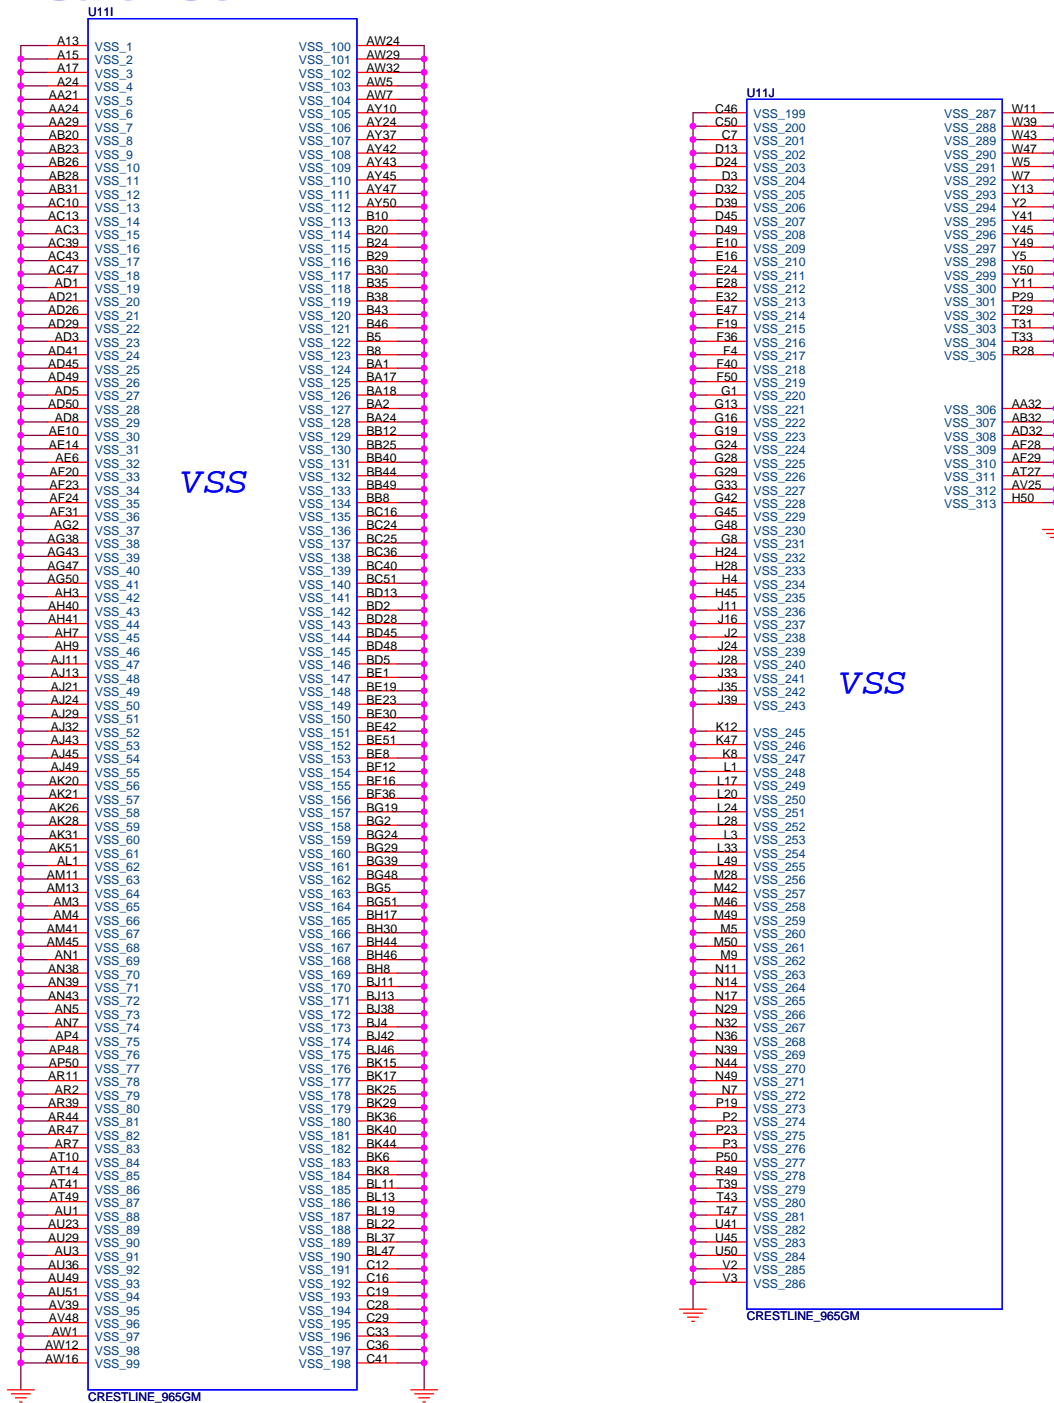 U11I
A13 VSS_1 VSS_100 AW24
A15 VSS_2 VSS_101 AW29
A17 VSS_3 VSS_102 AW32
A24 VSS_4 VSS_103 AW5
AA21 VSS_5 VSS_104 AW7
AA24 VSS_6 VSS_105 AY10
AA29 VSS_7 VSS_106 AY24
AB20 VSS_8 VSS_107 AY37
AB23 VSS_9 VSS_108 AY42
AB26 VSS_10 VSS_109 AY43
AB28 VSS_11 VSS_110 AY45
AB31 VSS_12 VSS_111 AY47
AC10 VSS_13 VSS_112 AY50
AC13 VSS_14 VSS_113 B10
AC3 VSS_15 VSS_114 B20
AC39 VSS_16 VSS_115 B24
AC43 VSS_17 VSS_116 B29
AC47 VSS_18 VSS_117 B30
AD1 VSS_19 VSS_118 B35
AD21 VSS_20 VSS_119 B38
AD26 VSS_21 VSS_120 B43
AD29 VSS_22 VSS_121 B46
AD3 VSS_23 VSS_122 B5
AD41 VSS_24 VSS_123 B8
AD45 VSS_25 VSS_124 BA1
AD49 VSS_26 VSS_125 BA17
AD5 VSS_27 VSS_126 BA18
AD50 VSS_28 VSS_127 BA2
AD8 VSS_29 VSS_128 BA24
AE10 VSS_30 VSS_129 BB12
AE14 VSS_31 VSS_130 BB25
AE6 VSS_32 VSS_131 BB40
AF20 VSS_33 VSS_132 BB44
AF23 VSS_34 VSS_133 BB49
AF24 VSS_35 VSS_134 BB8
AF31 VSS_36 VSS_135 BC16
AG2 VSS_37 VSS_136 BC24
AG38 VSS_38 VSS_137 BC25
AG43 VSS_39 VSS_138 BC36
AG47 VSS_40 VSS_139 BC40
AG50 VSS_41 VSS_140 BC51
AH3 VSS_42 VSS_141 BD13
AH40 VSS_43 VSS_142 BD2
AH41 VSS_44 VSS_143 BD28
AH7 VSS_45 VSS_144 BD45
AH9 VSS_46 VSS_145 BD48
AJ11 VSS_47 VSS_146 BD5
AJ13 VSS_48 VSS_147 BE1
AJ21 VSS_49 VSS_148 BE19
AJ24 VSS_50 VSS_149 BE23
AJ29 VSS_51 VSS_150 BE30
AJ32 VSS_52 VSS_151 BE42
AJ43 VSS_53 VSS_152 BE51
AJ45 VSS_54 VSS_153 BE8
AJ49 VSS_55 VSS_154 BF12
AK20 VSS_56 VSS_155 BF16
AK21 VSS_57 VSS_156 BF36
AK26 VSS_58 VSS_157 BG19
AK28 VSS_59 VSS_158 BG2
AK31 VSS_60 VSS_159 BG24
AK51 VSS_61 VSS_160 BG29
AL1 VSS_62 VSS_161 BG39
AM11 VSS_63 VSS_162 BG48
AM13 VSS_64 VSS_163 BG5
AM3 VSS_65 VSS_164 BG51
AM4 VSS_66 VSS_165 BH17
AM41 VSS_67 VSS_166 BH30
AM45 VSS_68 VSS_167 BH44
AN1 VSS_69 VSS_168 BH46
AN38 VSS_70 VSS_169 BH8
AN39 VSS_71 VSS_170 BJ11
AN43 VSS_72 VSS_171 BJ13
AN5 VSS_73 VSS_172 BJ38
AN7 VSS_74 VSS_173 BJ4
AP4 VSS_75 VSS_174 BJ42
AP48 VSS_76 VSS_175 BJ46
AP50 VSS_77 VSS_176 BK15
AR11 VSS_78 VSS_177 BK17
AR2 VSS_79 VSS_178 BK25
AR39 VSS_80 VSS_179 BK29
AR44 VSS_81 VSS_180 BK36
AR47 VSS_82 VSS_181 BK40
AR7 VSS_83 VSS_182 BK44
AT10 VSS_84 VSS_183 BK6
AT14 VSS_85 VSS_184 BK8
AT41 VSS_86 VSS_185 BL11
AT49 VSS_87 VSS_186 BL13
AU1 VSS_88 VSS_187 BL19
AU23 VSS_89 VSS_188 BL22
AU29 VSS_90 VSS_189 BL37
AU3 VSS_91 VSS_190 BL47
AU36 VSS_92 VSS_191 C12
AU49 VSS_93 VSS_192 C16
AU51 VSS_94 VSS_193 C19
AV39 VSS_95 VSS_194 C28
AV48 VSS_96 VSS_195 C29
AW1 VSS_97 VSS_196 C33
AW12 VSS_98 VSS_197 C36
AW16 VSS_99 VSS_198 C41
VSS
CRESTLINE_965GM
U11J
C46 VSS_199 VSS_287 W11
C50 VSS_200 VSS_288 W39
C7 VSS_201 VSS_289 W43
D13 VSS_202 VSS_290 W47
D24 VSS_203 VSS_291 W5
D3 VSS_204 VSS_292 W7
D32 VSS_205 VSS_293 Y13
D39 VSS_206 VSS_294 Y2
D45 VSS_207 VSS_295 Y41
D49 VSS_208 VSS_296 Y45
E10 VSS_209 VSS_297 Y49
E16 VSS_210 VSS_298 Y5
E24 VSS_211 VSS_299 Y50
E28 VSS_212 VSS_300 Y11
E32 VSS_213 VSS_301 P29
E47 VSS_214 VSS_302 T29
F19 VSS_215 VSS_303 T31
F36 VSS_216 VSS_304 T33
F4 VSS_217 VSS_305 R28
F40 VSS_218
F50 VSS_219
G1 VSS_220
G13 VSS_221 VSS_306 AA32
G16 VSS_222 VSS_307 AB32
G19 VSS_223 VSS_308 AD32
G24 VSS_224 VSS_309 AF28
G28 VSS_225 VSS_310 AF29
G29 VSS_226 VSS_311 AT27
G33 VSS_227 VSS_312 AV25
G42 VSS_228 VSS_313 H50
G45 VSS_229
G48 VSS_230
G8 VSS_231
H24 VSS_232
H28 VSS_233
H4 VSS_234
H45 VSS_235
J11 VSS_236
J16 VSS_237
J2 VSS_238
J24 VSS_239
J28 VSS_240
J33 VSS_241
J35 VSS_242
J39 VSS_243
VSS
K12 VSS_245
K47 VSS_246
K8 VSS_247
L1 VSS_248
L17 VSS_249
L20 VSS_250
L24 VSS_251
L28 VSS_252
L3 VSS_253
L33 VSS_254
L49 VSS_255
M28 VSS_256
M42 VSS_257
M46 VSS_258
M49 VSS_259
M5 VSS_260
M50 VSS_261
M9 VSS_262
N11 VSS_263
N14 VSS_264
N17 VSS_265
N29 VSS_266
N32 VSS_267
N36 VSS_268
N39 VSS_269
N44 VSS_270
N49 VSS_271
N7 VSS_272
P19 VSS_273
P2 VSS_274
P23 VSS_275
P3 VSS_276
P50 VSS_277
R49 VSS_278
T39 VSS_279
T43 VSS_280
T47 VSS_281
U41 VSS_282
U45 VSS_283
U50 VSS_284
V2 VSS_285
V3 VSS_286
CRESTLINE_965GM